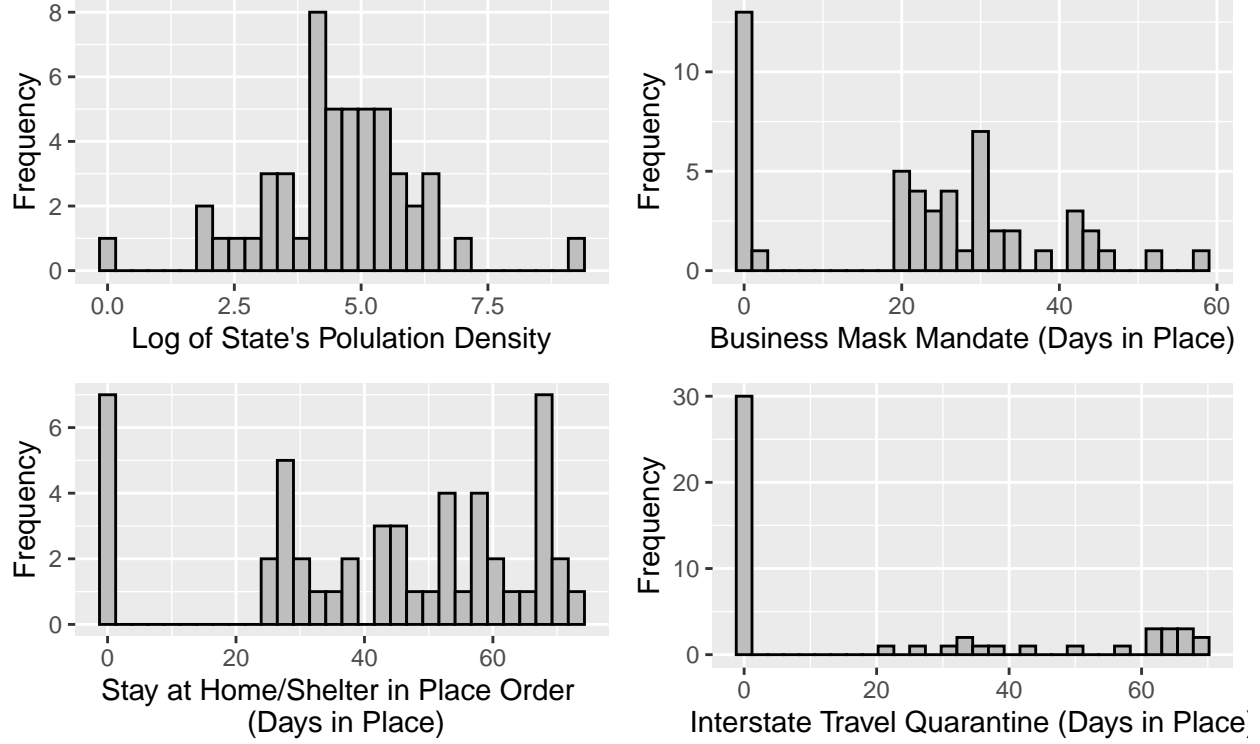 8
6
4
2
0
Frequency
0.0 2.5 5.0 7.5
Log of State's Polulation Density
10
5
0
Frequency
0 20 40 60
Business Mask Mandate (Days in Place)
6
4
2
0
Frequency
0 20 40 60
Stay at Home/Shelter in Place Order
(Days in Place)
30
20
10
0
Frequency
0 20 40 60
Interstate Travel Quarantine (Days in Place)